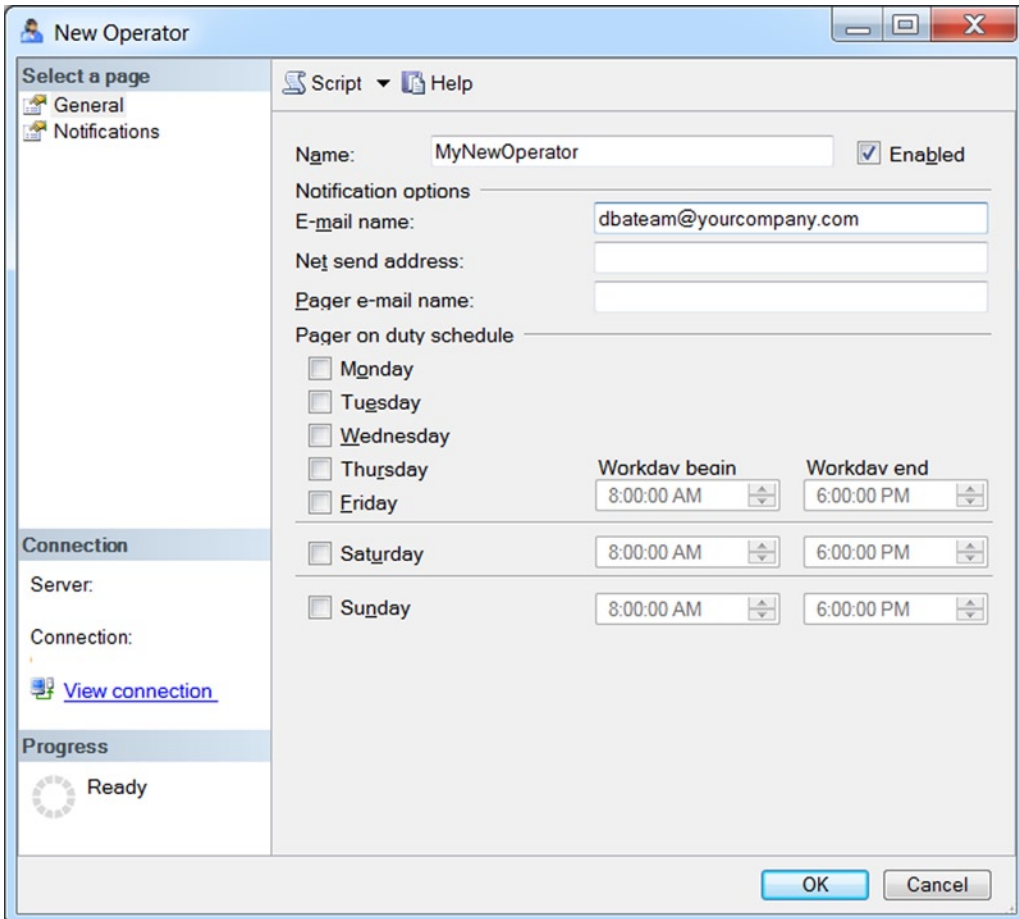 New Operator
Select a page
General
Notifications
Script
Help
Name:
MyNewOperator
Enabled
Notification options
E-mail name:
dbateam@yourcompany.com
Net send address:
Pager e-mail name:
Pager on duty schedule
Monday
Tuesday
Wednesday
Thursday
Workday begin
Workday end
Friday
8:00:00 AM
6:00:00 PM
Saturday
8:00:00 AM
6:00:00 PM
Sunday
8:00:00 AM
6:00:00 PM
Connection
Server:
Connection:
View connection
Progress
Ready
OK
Cancel